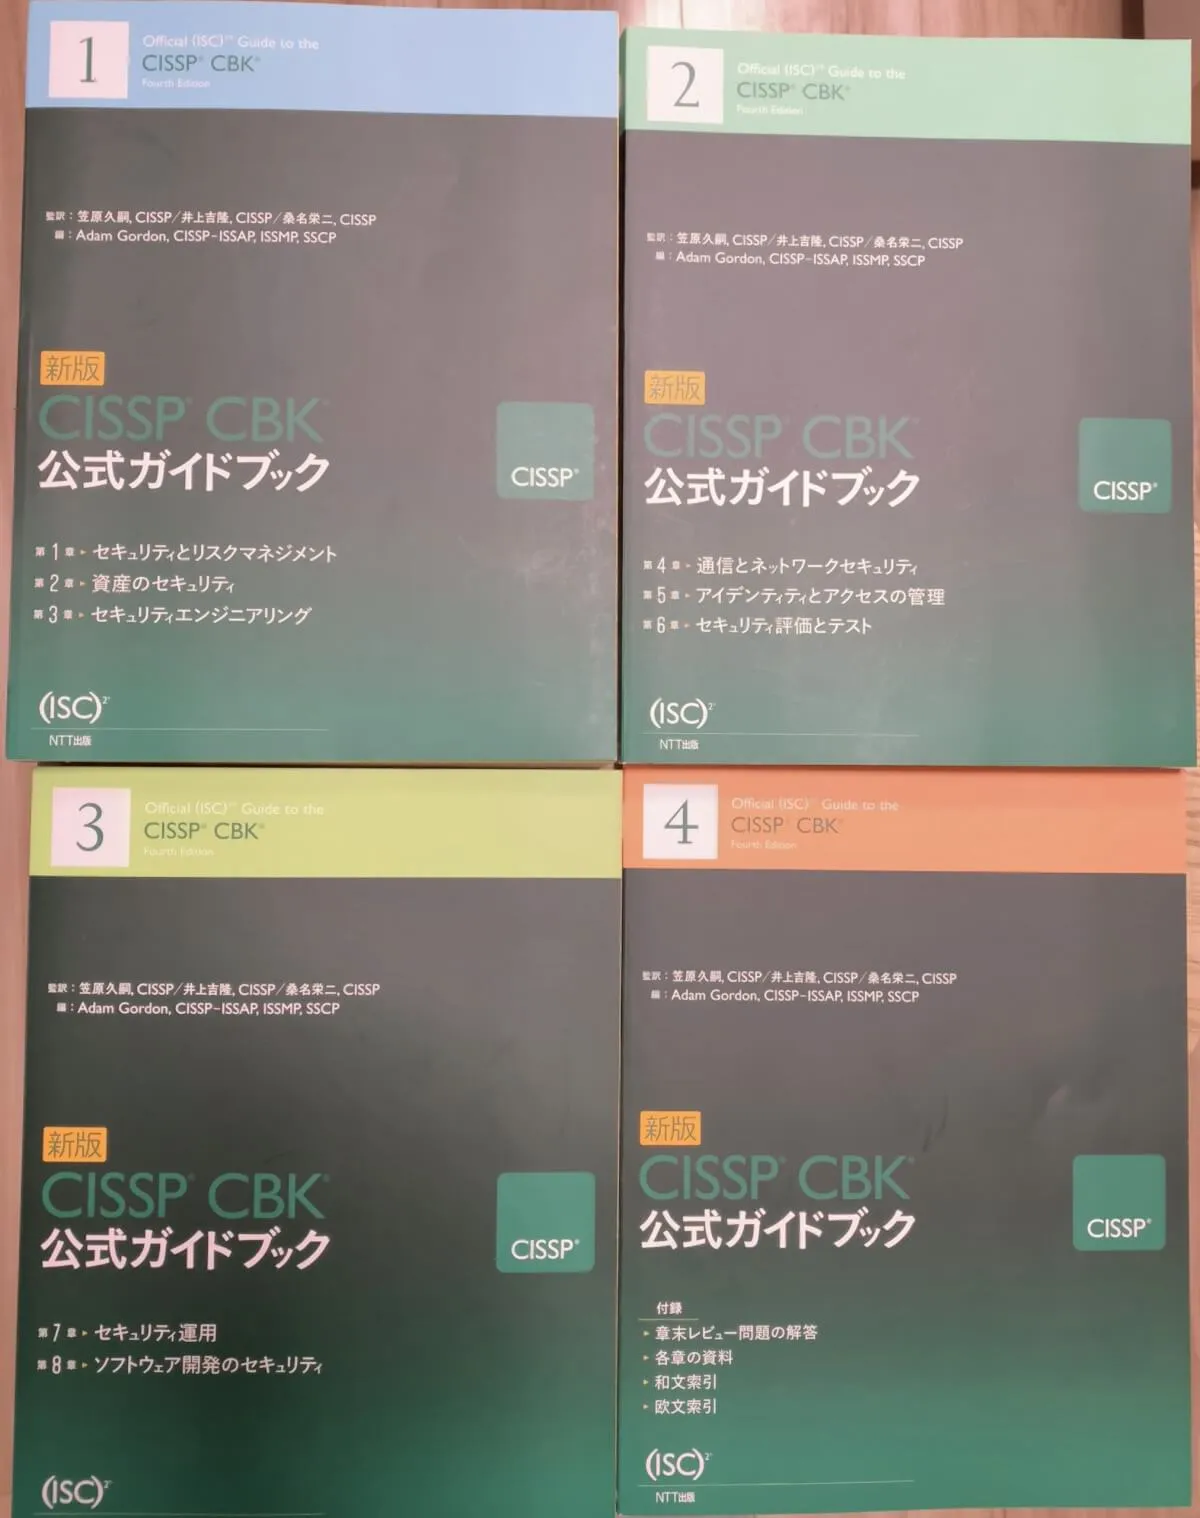 1
Official (ISC)²® Guide to the
CISSP® CBK®
Fourth Edition
監訳：笠原久嗣, CISSP／井上吉隆, CISSP／桑名栄二, CISSP
編：Adam Gordon, CISSP-ISSAP, ISSMP, SSCP
新版
CISSP® CBK®
公式ガイドブック
CISSP®
第1章▸セキュリティとリスクマネジメント
第2章▸資産のセキュリティ
第3章▸セキュリティエンジニアリング
(ISC)²®
NTT出版
2
Official (ISC)²® Guide to the
CISSP® CBK®
Fourth Edition
監訳：笠原久嗣, CISSP／井上吉隆, CISSP／桑名栄二, CISSP
編：Adam Gordon, CISSP-ISSAP, ISSMP, SSCP
新版
CISSP® CBK®
公式ガイドブック
CISSP®
第4章▸通信とネットワークセキュリティ
第5章▸アイデンティティとアクセスの管理
第6章▸セキュリティ評価とテスト
(ISC)²®
NTT出版
3
Official (ISC)²® Guide to the
CISSP® CBK®
Fourth Edition
監訳：笠原久嗣, CISSP／井上吉隆, CISSP／桑名栄二, CISSP
編：Adam Gordon, CISSP-ISSAP, ISSMP, SSCP
新版
CISSP® CBK®
公式ガイドブック
CISSP®
第7章▸セキュリティ運用
第8章▸ソフトウェア開発のセキュリティ
(ISC)²®
4
Official (ISC)²® Guide to the
CISSP® CBK®
Fourth Edition
監訳：笠原久嗣, CISSP／井上吉隆, CISSP／桑名栄二, CISSP
編：Adam Gordon, CISSP-ISSAP, ISSMP, SSCP
新版
CISSP® CBK®
公式ガイドブック
CISSP®
付録
▸章末レビュー問題の解答
▸各章の資料
▸和文索引
▸欧文索引
(ISC)²®
NTT出版